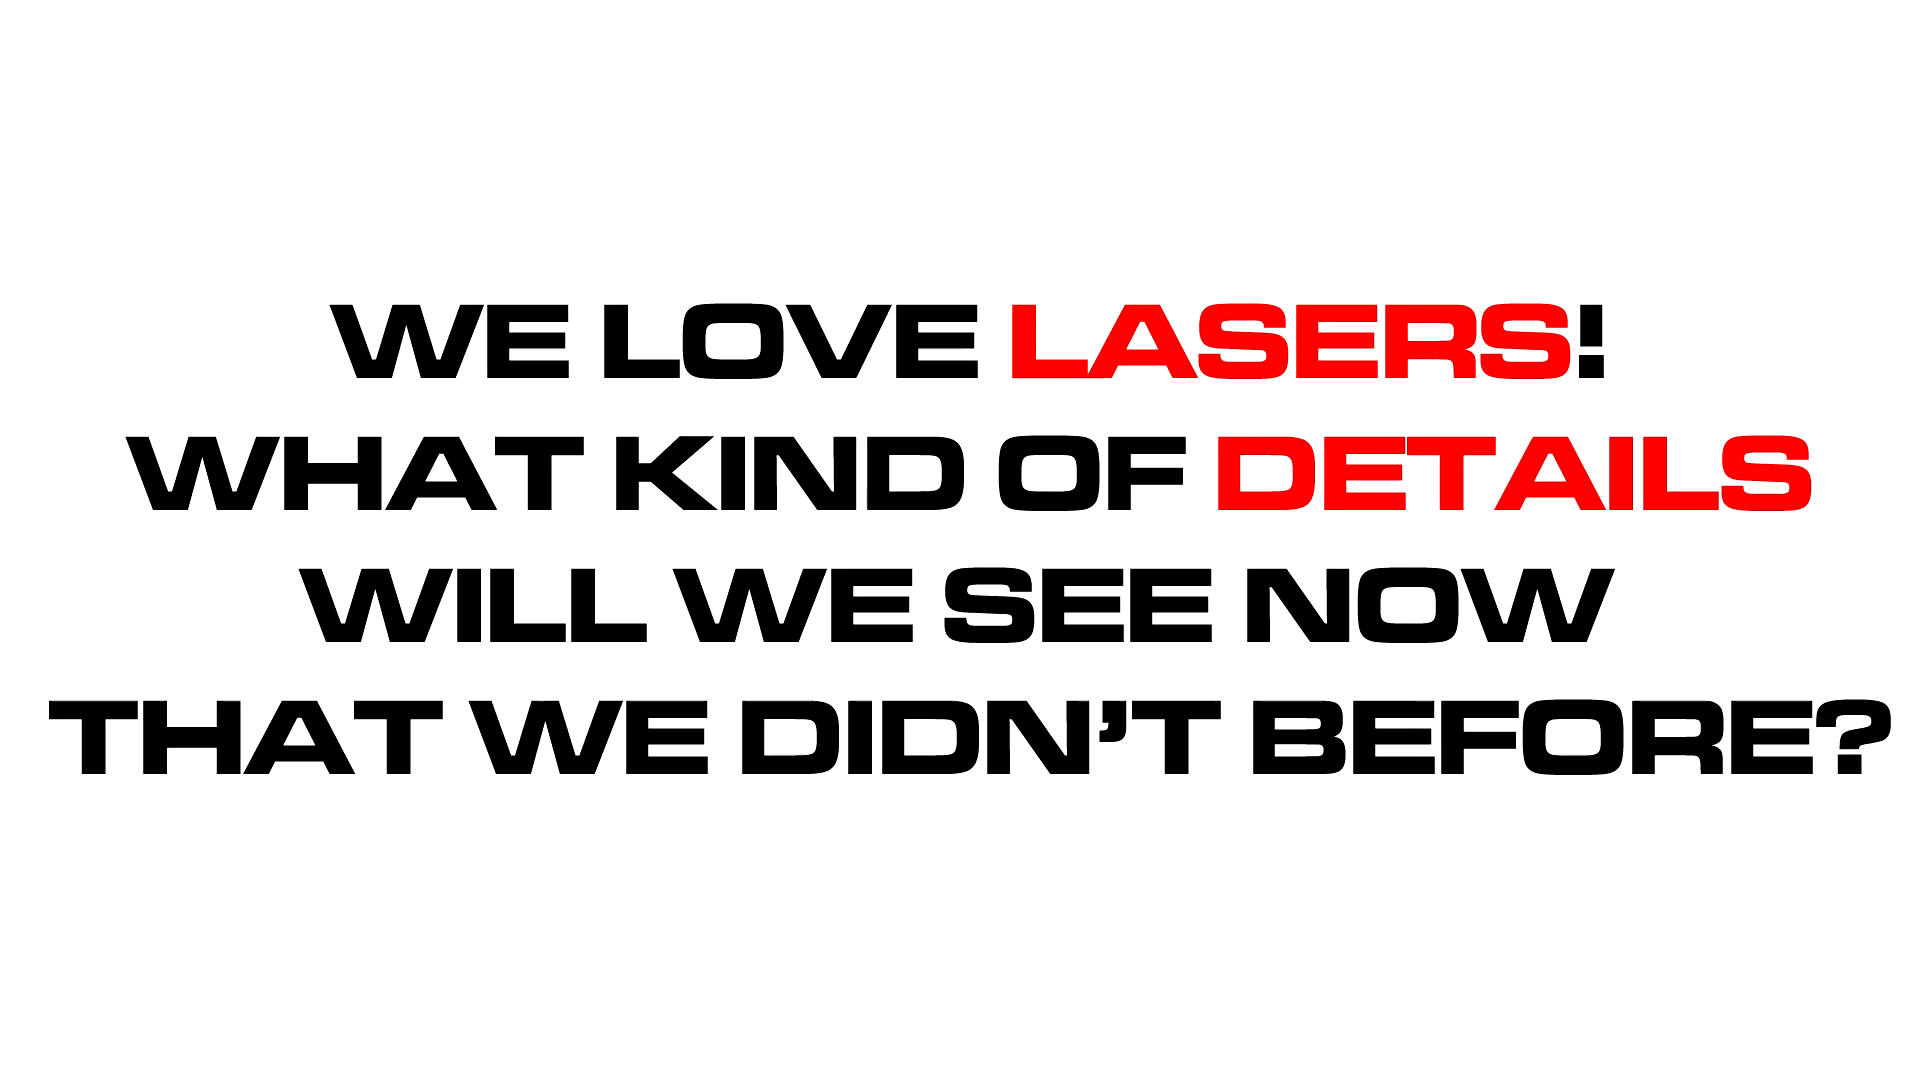 WE LOVE LASERS!
WHAT KIND OF DETAILS
WILL WE SEE NOW
THAT WE DIDN’T BEFORE?